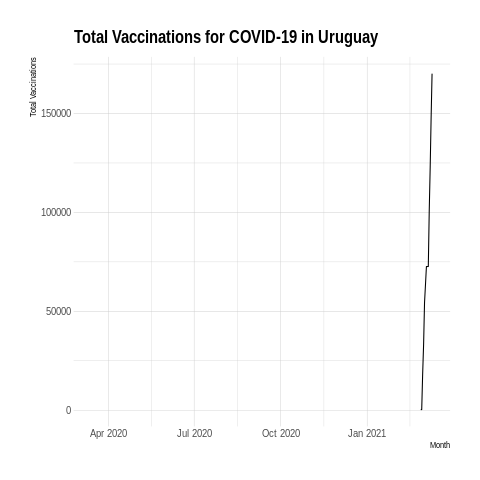 Total Vaccinations for COVID-19 in Uruguay
Total Vaccinations
150000
100000
50000
0
Apr 2020
Jul 2020
Oct 2020
Jan 2021
Month